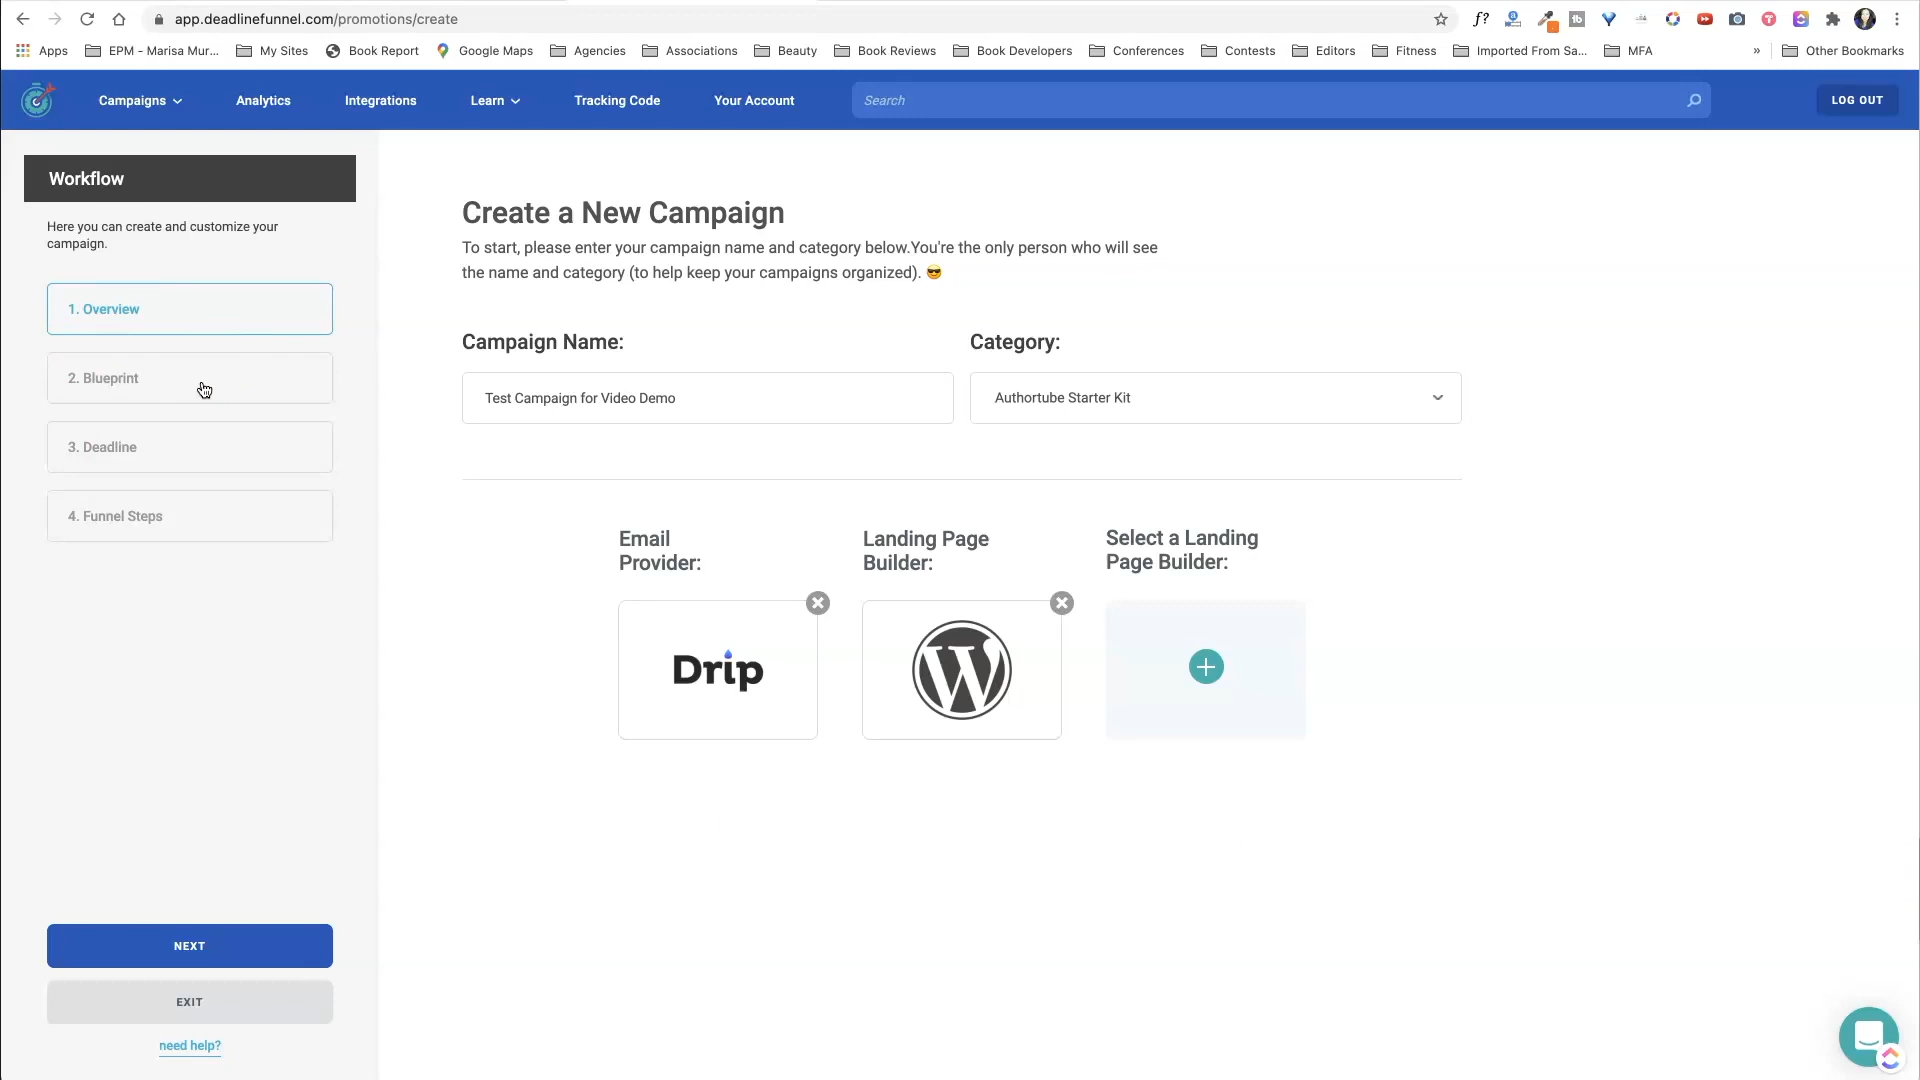 app.deadlinefunnel.com/promotions/create
f?
Apps
EPM - Marisa Mur...
My Sites
Book Report
Google Maps
Agencies
Associations
Beauty
Book Reviews
Book Developers
Conferences
Contests
Editors
Fitness
Imported From Sa...
MFA
»
Other Bookmarks
Campaigns
Analytics
Integrations
Learn
Tracking Code
Your Account
Search
LOG OUT
Workflow
Here you can create and customize your
campaign.
1. Overview
2. Blueprint
3. Deadline
4. Funnel Steps
NEXT
EXIT
need help?
Create a New Campaign
To start, please enter your campaign name and category below.You're the only person who will see
the name and category (to help keep your campaigns organized). 😎
Campaign Name:
Category:
Test Campaign for Video Demo
Authortube Starter Kit
Email
Provider:
Landing Page
Builder:
Select a Landing
Page Builder:
Drip